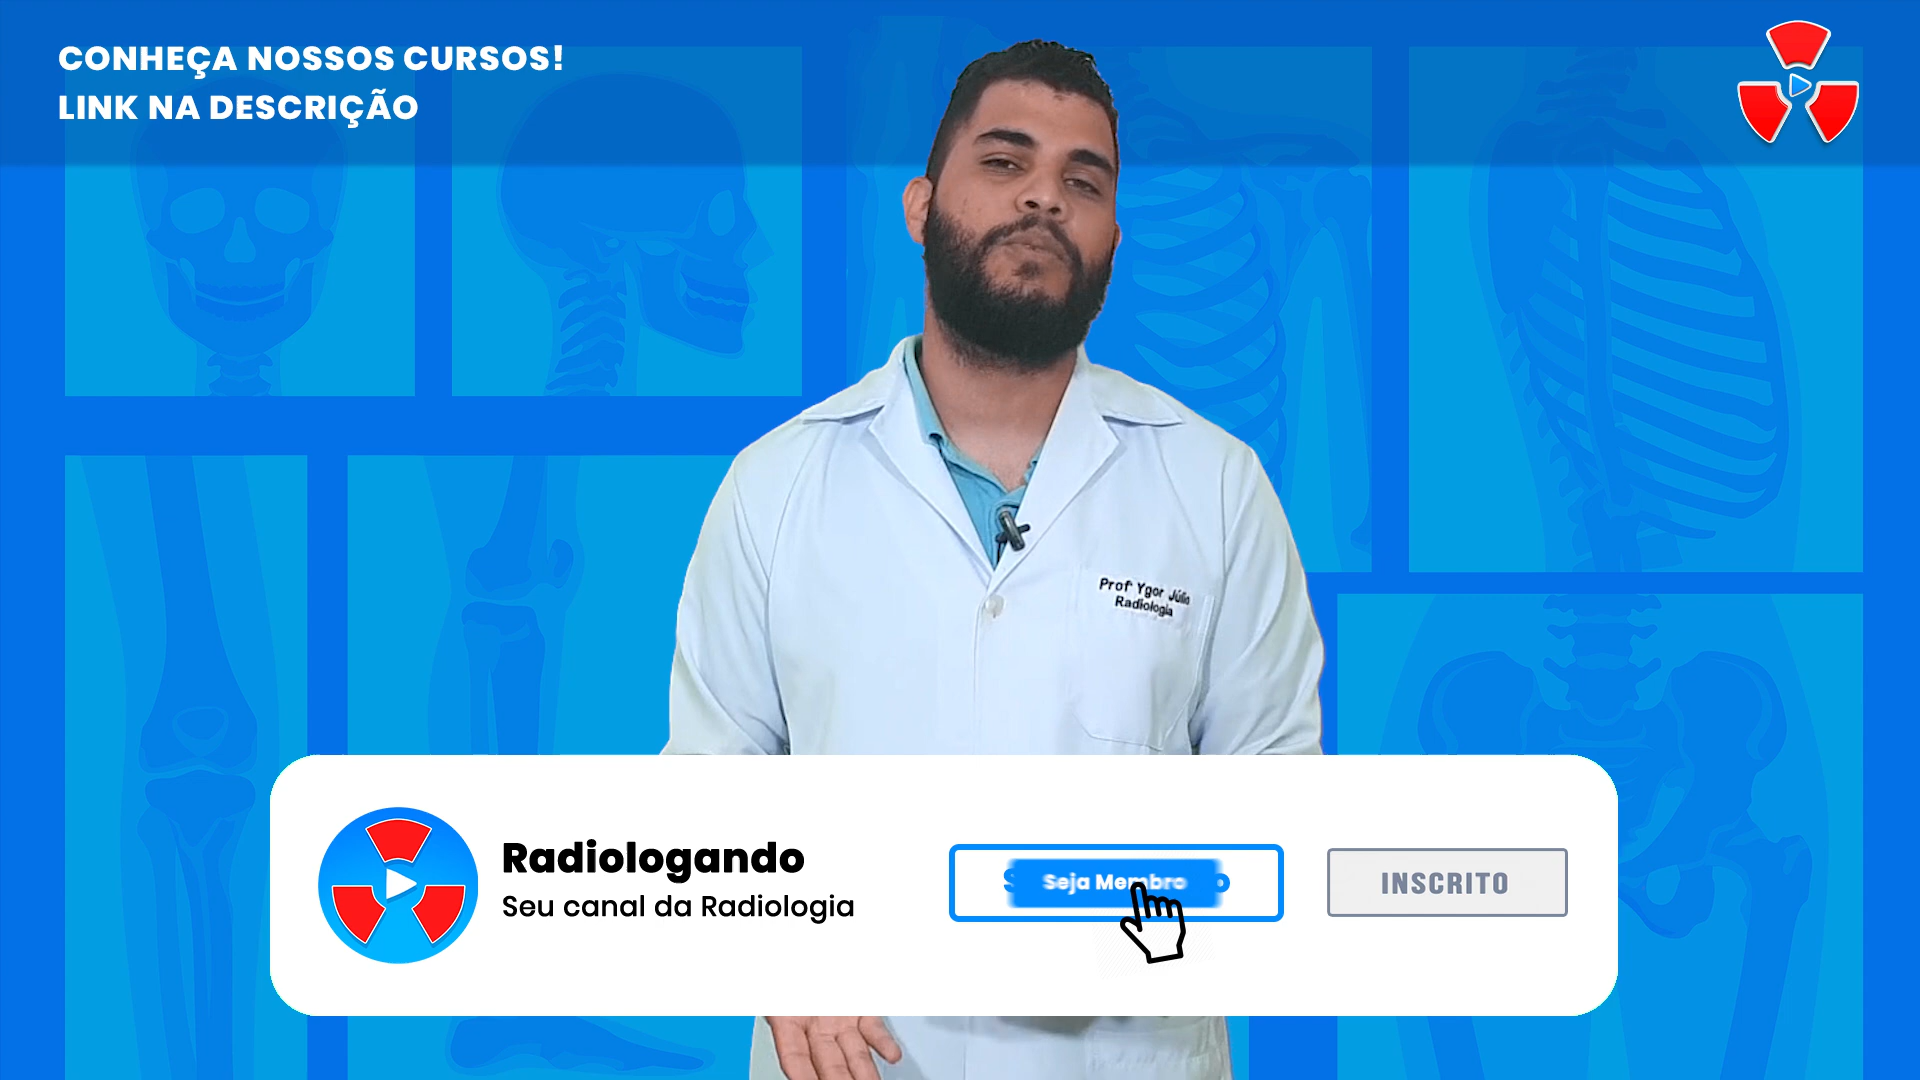 CONHEÇA NOSSOS CURSOS!
LINK NA DESCRIÇÃO
Prof Ygor Júlio
Radiologia
Radiologando
Seu canal da Radiologia
Seja Membro
INSCRITO